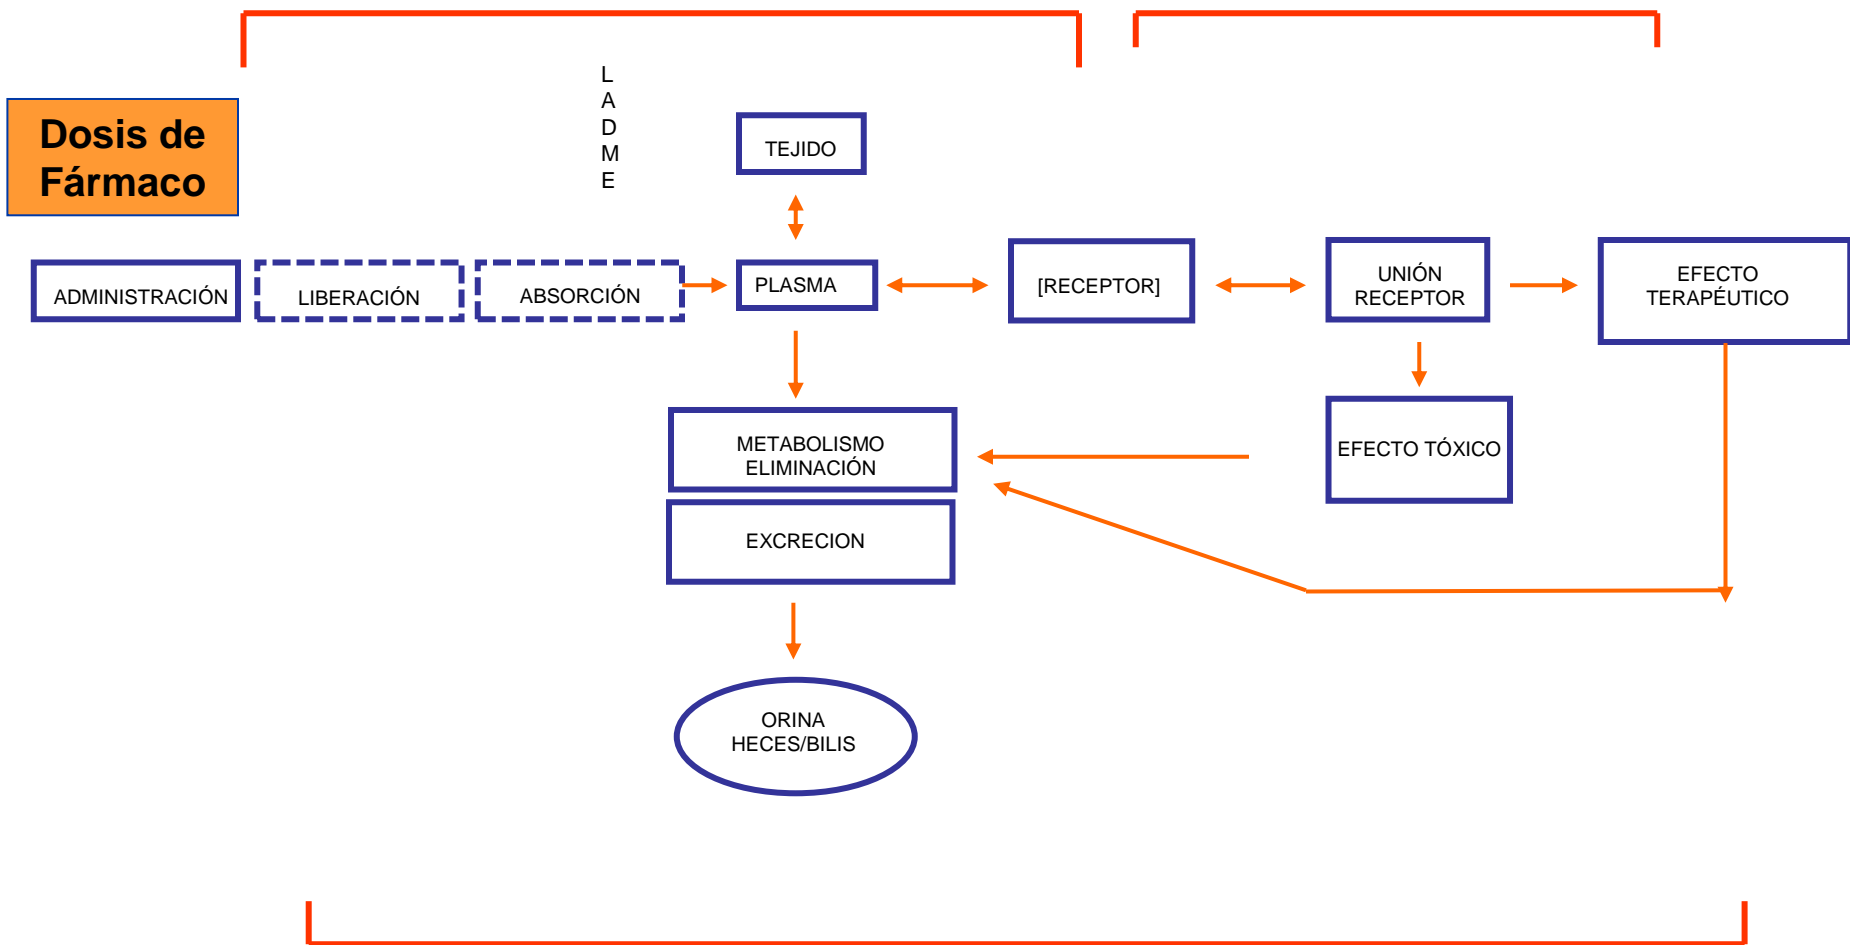 L
A
D
M
E
Dosis de
Fármaco
TEJIDO
ADMINISTRACIÓN
LIBERACIÓN
ABSORCIÓN
PLASMA
[RECEPTOR]
UNIÓN
RECEPTOR
EFECTO
TERAPÉUTICO
METABOLISMO
ELIMINACIÓN
EFECTO TÓXICO
EXCRECION
ORINA
HECES/BILIS